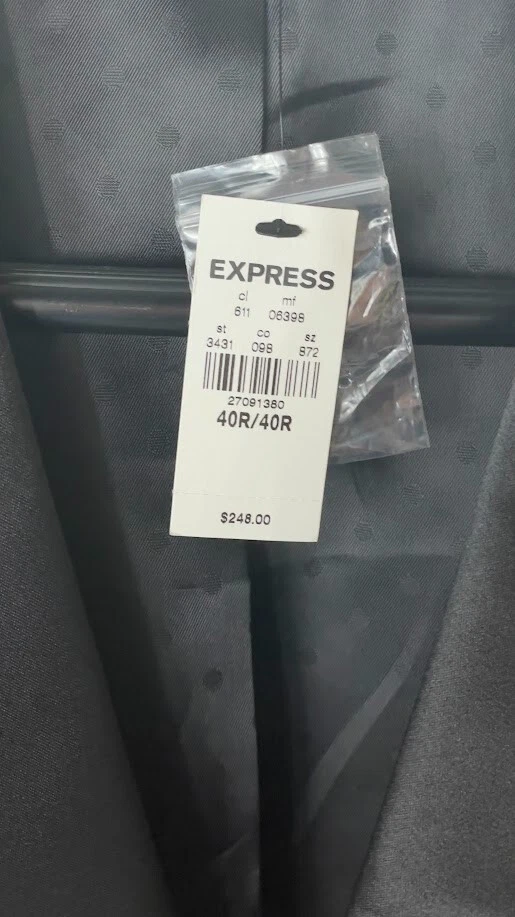 EXPRESS
cl mf
611 06398
st co sz
3431 098 872
27091380
40R/40R
$248.00